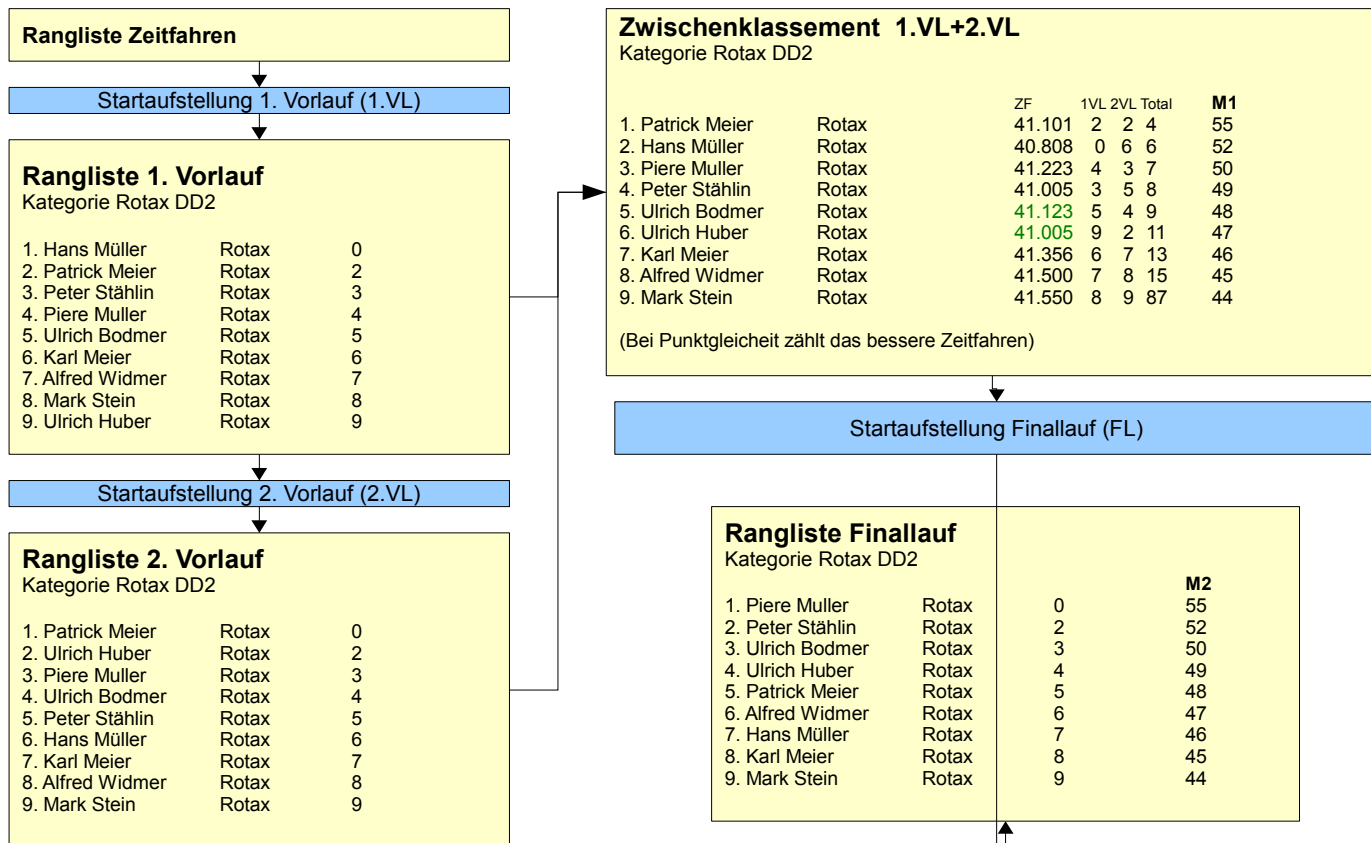 Rangliste Zeitfahren
Startaufstellung 1. Vorlauf (1.VL)
Rangliste 1. Vorlauf
Kategorie Rotax DD2
1. Hans Müller Rotax 0
2. Patrick Meier Rotax 2
3. Peter Stählin Rotax 3
4. Piere Muller Rotax 4
5. Ulrich Bodmer Rotax 5
6. Karl Meier Rotax 6
7. Alfred Widmer Rotax 7
8. Mark Stein Rotax 8
9. Ulrich Huber Rotax 9
Startaufstellung 2. Vorlauf (2.VL)
Rangliste 2. Vorlauf
Kategorie Rotax DD2
1. Patrick Meier Rotax 0
2. Ulrich Huber Rotax 2
3. Piere Muller Rotax 3
4. Ulrich Bodmer Rotax 4
5. Peter Stählin Rotax 5
6. Hans Müller Rotax 6
7. Karl Meier Rotax 7
8. Alfred Widmer Rotax 8
9. Mark Stein Rotax 9
Zwischenklassement 1.VL+2.VL
Kategorie Rotax DD2
ZF 1VL 2VL Total M1
1. Patrick Meier Rotax 41.101 2 2 4 55
2. Hans Müller Rotax 40.808 0 6 6 52
3. Piere Muller Rotax 41.223 4 3 7 50
4. Peter Stählin Rotax 41.005 3 5 8 49
5. Ulrich Bodmer Rotax 41.123 5 4 9 48
6. Ulrich Huber Rotax 41.005 9 2 11 47
7. Karl Meier Rotax 41.356 6 7 13 46
8. Alfred Widmer Rotax 41.500 7 8 15 45
9. Mark Stein Rotax 41.550 8 9 87 44
(Bei Punktgleicheit zählt das bessere Zeitfahren)
Startaufstellung Finallauf (FL)
Rangliste Finallauf
Kategorie Rotax DD2
M2
1. Piere Muller Rotax 0 55
2. Peter Stählin Rotax 2 52
3. Ulrich Bodmer Rotax 3 50
4. Ulrich Huber Rotax 4 49
5. Patrick Meier Rotax 5 48
6. Alfred Widmer Rotax 6 47
7. Hans Müller Rotax 7 46
8. Karl Meier Rotax 8 45
9. Mark Stein Rotax 9 44